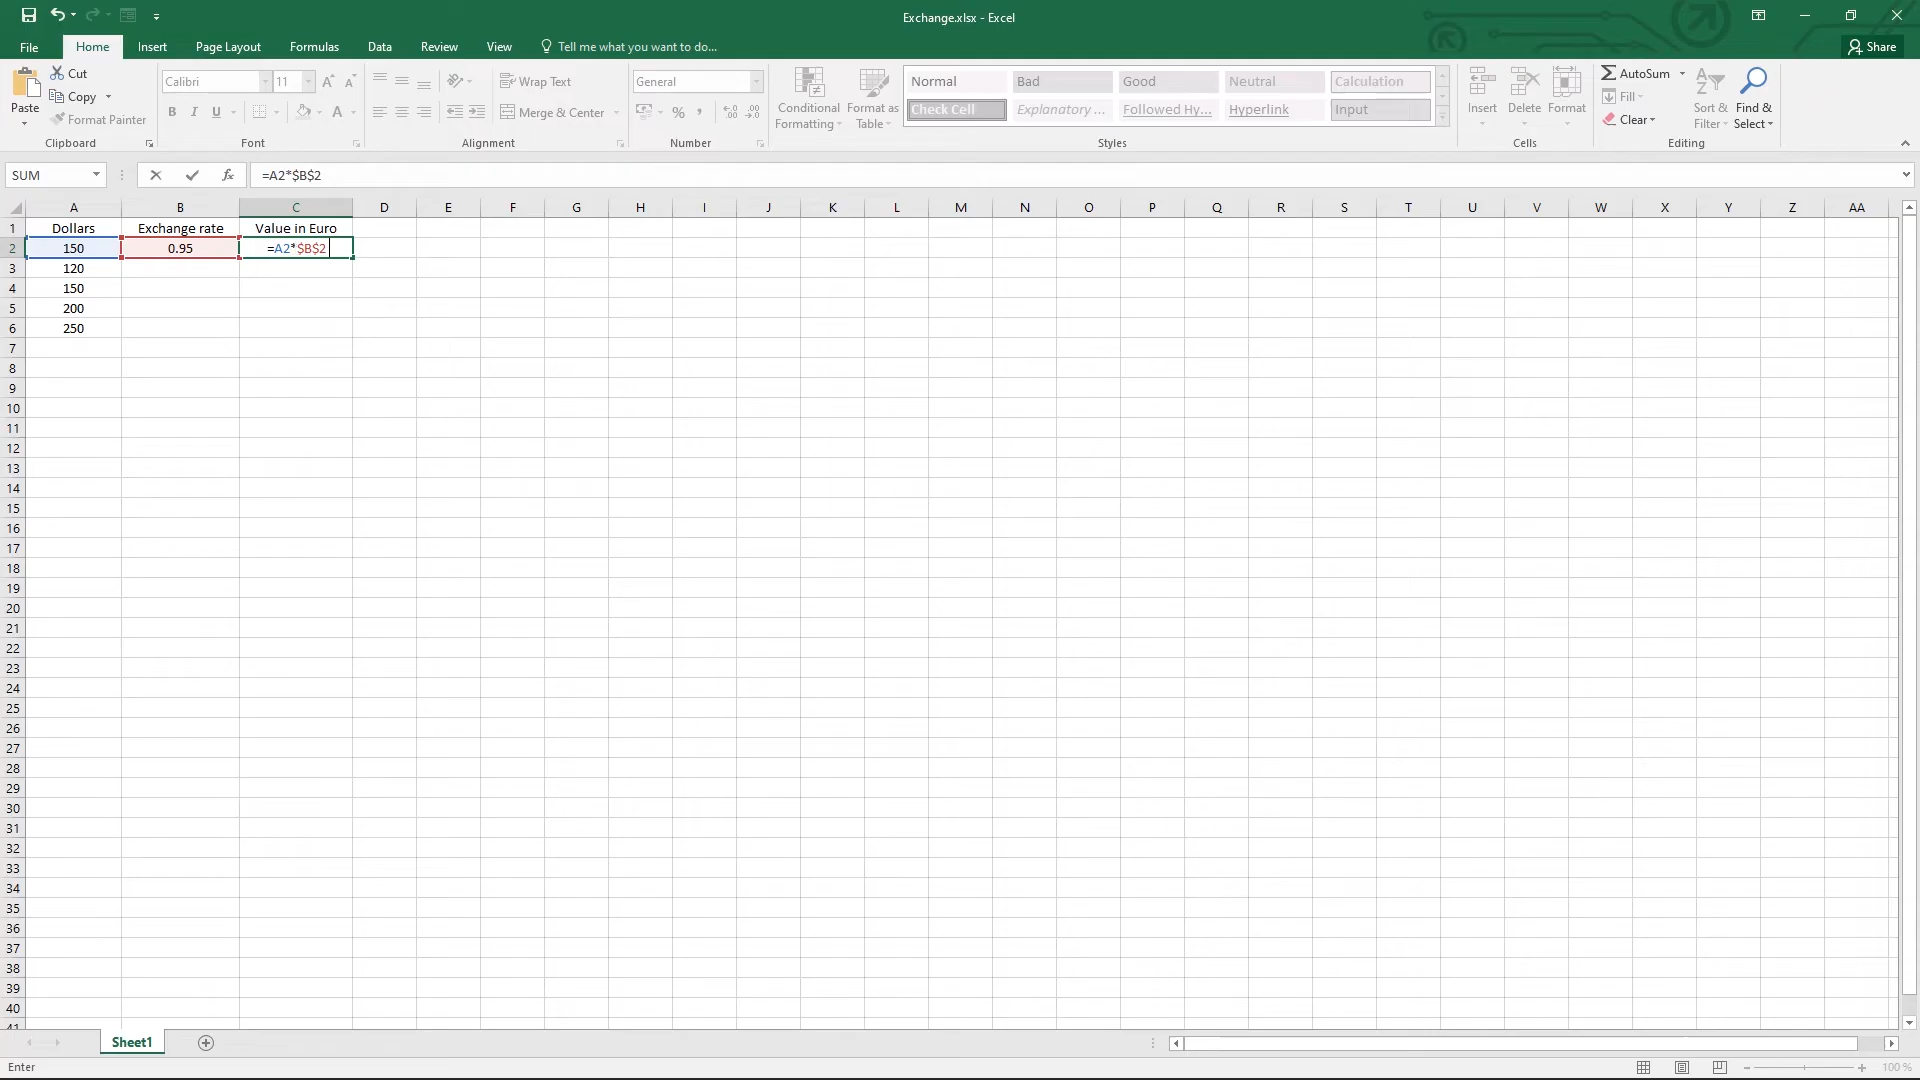 Exchange.xlsx - Excel
File Home Insert Page Layout Formulas Data Review View Tell me what you want to do... Share
Paste Cut Copy Format Painter
Clipboard
Calibri 11 A A
B I U A
Font
Wrap Text
Merge & Center
Alignment
General
% ,
Number
Conditional Formatting
Format as Table
Normal Bad Good Neutral Calculation
Check Cell Explanatory ... Followed Hy... Hyperlink Input
Styles
Insert Delete Format
Cells
AutoSum
Fill
Clear
Sort & Filter
Find & Select
Editing
SUM fx =A2*$B$2
A B C D E F G H I J K L M N O P Q R S T U V W X Y Z AA
1 Dollars Exchange rate Value in Euro
2 150 0.95 =A2*$B$2
3 120
4 150
5 200
6 250
7
8
9
10
11
12
13
14
15
16
17
18
19
20
21
22
23
24
25
26
27
28
29
30
31
32
33
34
35
36
37
38
39
40
41
Sheet1
Enter 100 %